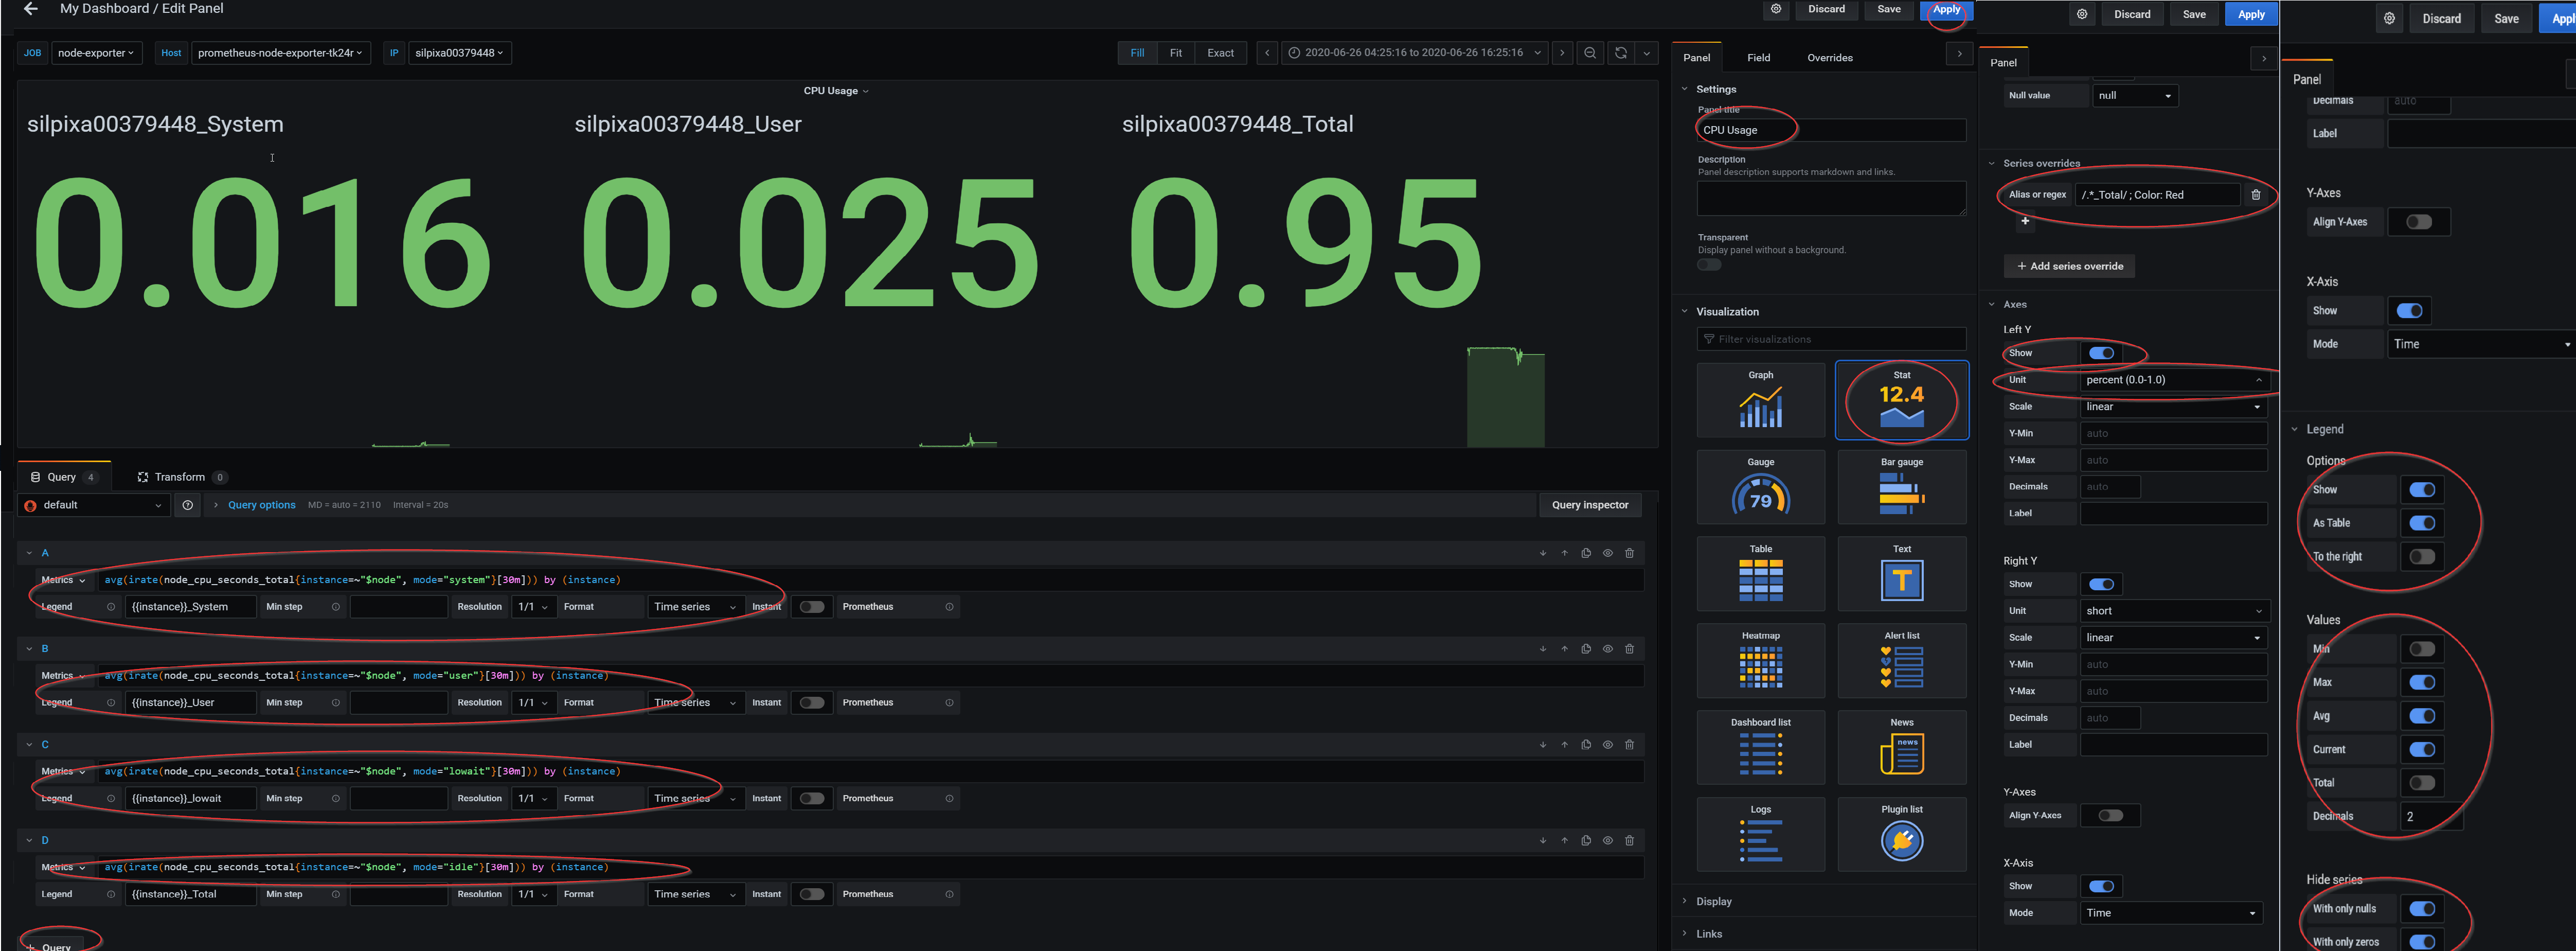 My Dashboard / Edit Panel
Discard Save Apply
JOB node-exporter Host prometheus-node-exporter-tk24r IP silpixa00379448
Fill Fit Exact
2020-06-26 04:25:16 to 2020-06-26 16:25:16
CPU Usage
silpixa00379448_System silpixa00379448_User silpixa00379448_Total
0.016 0.025 0.95
Query 4 Transform 0
default
Query options MD = auto = 2110 Interval = 20s
Query inspector
A
Metrics avg(irate(node_cpu_seconds_total{instance=~"$node", mode="system"}[30m])) by (instance)
Legend {{instance}}_System Min step Resolution 1/1 Format Time series Instant Prometheus
B
Metrics avg(irate(node_cpu_seconds_total{instance=~"$node", mode="user"}[30m])) by (instance)
Legend {{instance}}_User Min step Resolution 1/1 Format Time series Instant Prometheus
C
Metrics avg(irate(node_cpu_seconds_total{instance=~"$node", mode="lowait"}[30m])) by (instance)
Legend {{instance}}_lowait Min step Resolution 1/1 Format Time series Instant Prometheus
D
Metrics avg(irate(node_cpu_seconds_total{instance=~"$node", mode="idle"}[30m])) by (instance)
Legend {{instance}}_Total Min step Resolution 1/1 Format Time series Instant Prometheus
+ Query
Panel Field Overrides
Settings
Panel title
CPU Usage
Description
Panel description supports markdown and links.
Transparent
Display panel without a background.
Visualization
Filter visualizations
Graph Stat
12.4
Gauge Bar gauge
79
Table Text
T
Heatmap Alert list
Dashboard list News
news
Logs Plugin list
Display
Links
Discard Save Apply
Panel
Null value null
Series overrides
Alias or regex /.*_Total/ ; Color: Red
+
+ Add series override
Axes
Left Y
Show
Unit percent (0.0-1.0)
Scale linear
Y-Min auto
Y-Max auto
Decimals auto
Label
Right Y
Show
Unit short
Scale linear
Y-Min auto
Y-Max auto
Decimals auto
Label
Y-Axes
Align Y-Axes
X-Axis
Show
Mode Time
Discard Save Appl
Panel
Decimals auto
Label
Y-Axes
Align Y-Axes
X-Axis
Show
Mode Time
Legend
Options
Show
As Table
To the right
Values
Min
Max
Avg
Current
Total
Decimals 2
Hide series
With only nulls
With only zeros